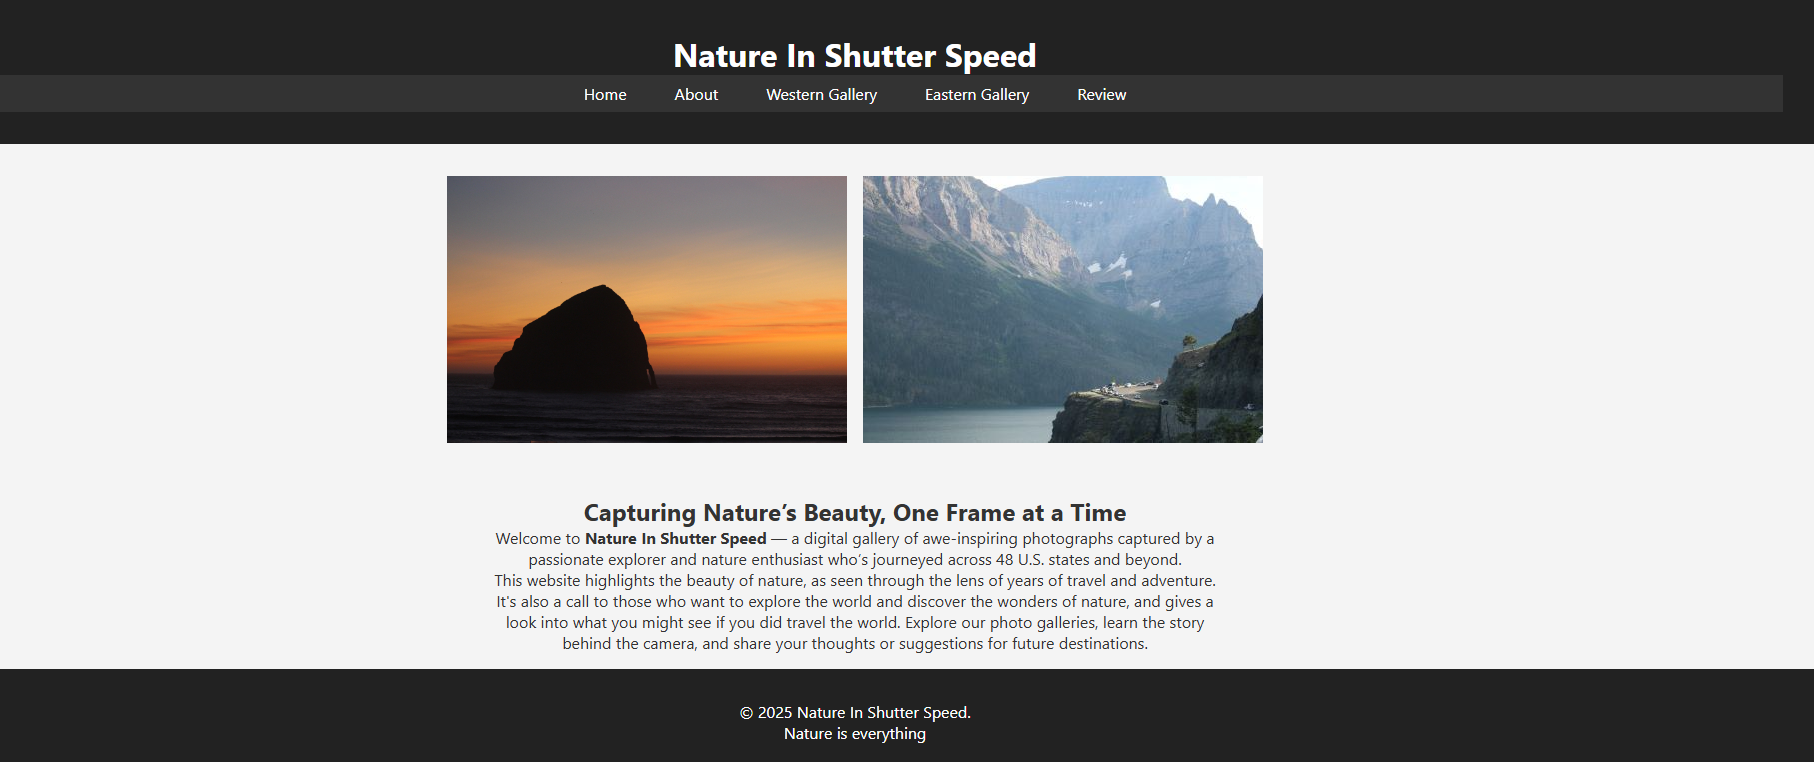 Nature In Shutter Speed
Home About Western Gallery Eastern Gallery Review
Capturing Nature’s Beauty, One Frame at a Time
Welcome to Nature In Shutter Speed — a digital gallery of awe-inspiring photographs captured by a
passionate explorer and nature enthusiast who’s journeyed across 48 U.S. states and beyond.
This website highlights the beauty of nature, as seen through the lens of years of travel and adventure.
It's also a call to those who want to explore the world and discover the wonders of nature, and gives a
look into what you might see if you did travel the world. Explore our photo galleries, learn the story
behind the camera, and share your thoughts or suggestions for future destinations.
© 2025 Nature In Shutter Speed.
Nature is everything